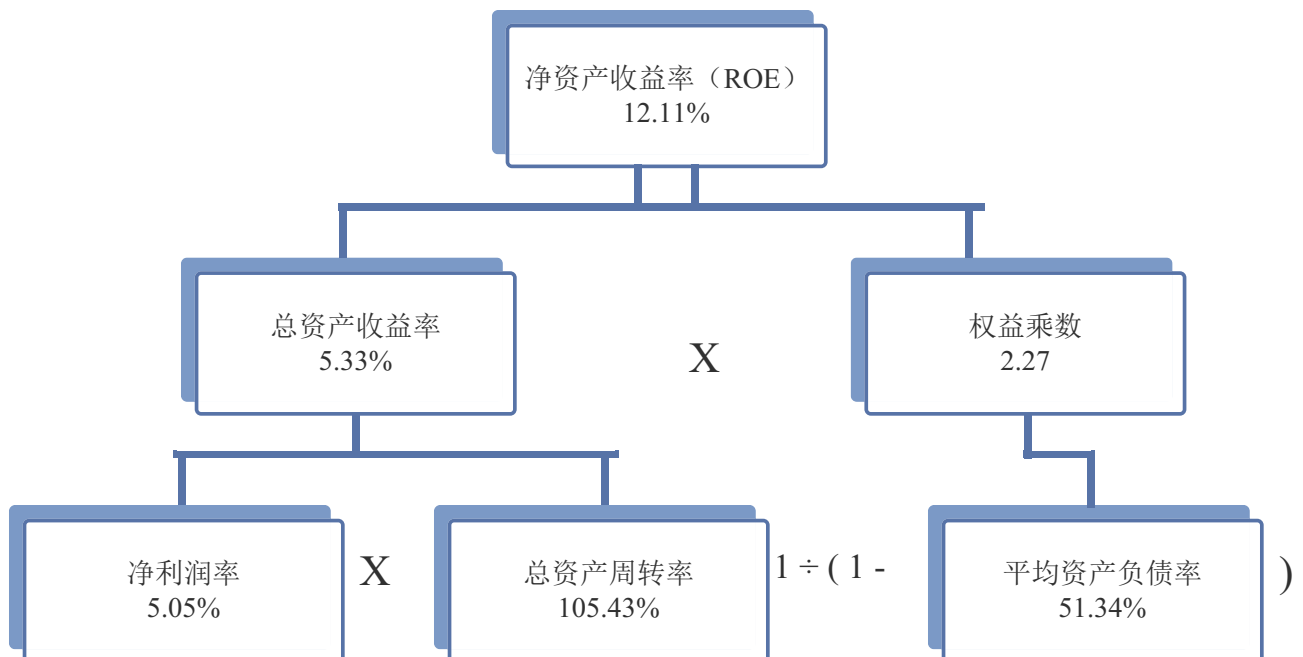 净资产收益率（ROE）
12.11%
总资产收益率
5.33%
X
权益乘数
2.27
净利润率
5.05%
X
总资产周转率
105.43%
1 ÷ ( 1 -
平均资产负债率
51.34%
)